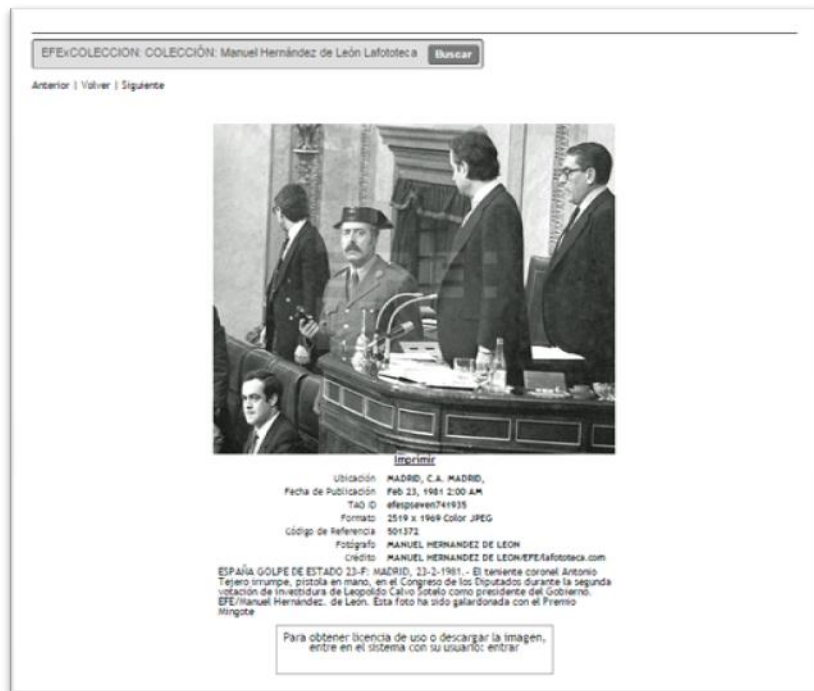 EFExCOLECCION: COLECCIÓN: Manuel Hernández de León Lafototeca Buscar
Anterior | Volver | Siguiente
Imprimir
Ubicación MADRID, C.A. MADRID,
Fecha de Publicación Feb 23, 1981 2:00 AM
TAG ID efespseven741935
Formato 2519 x 1969 Color JPEG
Código de Referencia 501372
Fotógrafo MANUEL HERNANDEZ DE LEON
Crédito MANUEL HERNANDEZ DE LEON/EFE/lafototeca.com
ESPAÑA GOLPE DE ESTADO 23-F: MADRID, 23-2-1981.- El teniente coronel Antonio
Tejero irrumpe, pistola en mano, en el Congreso de los Diputados durante la segunda
votación de investidura de Leopoldo Calvo Sotelo como presidente del Gobierno.
EFE/Manuel Hernández. de León. Esta foto ha sido galardonada con el Premio
Mingote
Para obtener licencia de uso o descargar la imagen,
entre en el sistema con su usuario: entrar